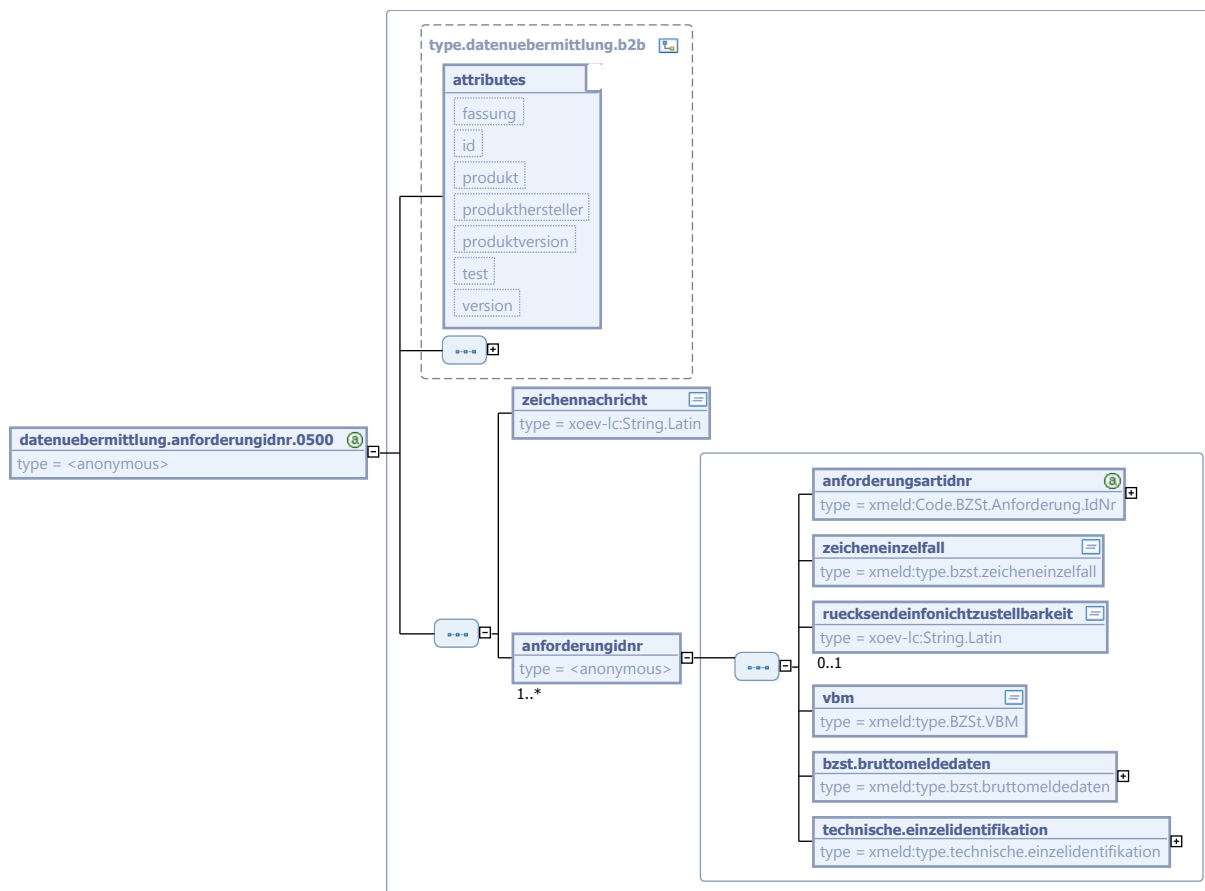 type.datenuebermittlung.b2b
attributes
fassung
id
produkt
produkthersteller
produktversion
test
version
datenuebermittlung.anforderungidnr.0500
type = <anonymous>
zeichennachricht
type = xoev-lc:String.Latin
anforderungidnr
type = <anonymous>
1..*
anforderungsartidnr
type = xmeld:Code.BZSt.Anforderung.IdNr
zeicheneinzelfall
type = xmeld:type.bzst.zeicheneinzelfall
ruecksendeinfonichtzustellbarkeit
type = xoev-lc:String.Latin
0..1
vbm
type = xmeld:type.BZSt.VBM
bzst.bruttomeldedaten
type = xmeld:type.bzst.bruttomeldedaten
technische.einzelidentifikation
type = xmeld:type.technische.einzelidentifikation